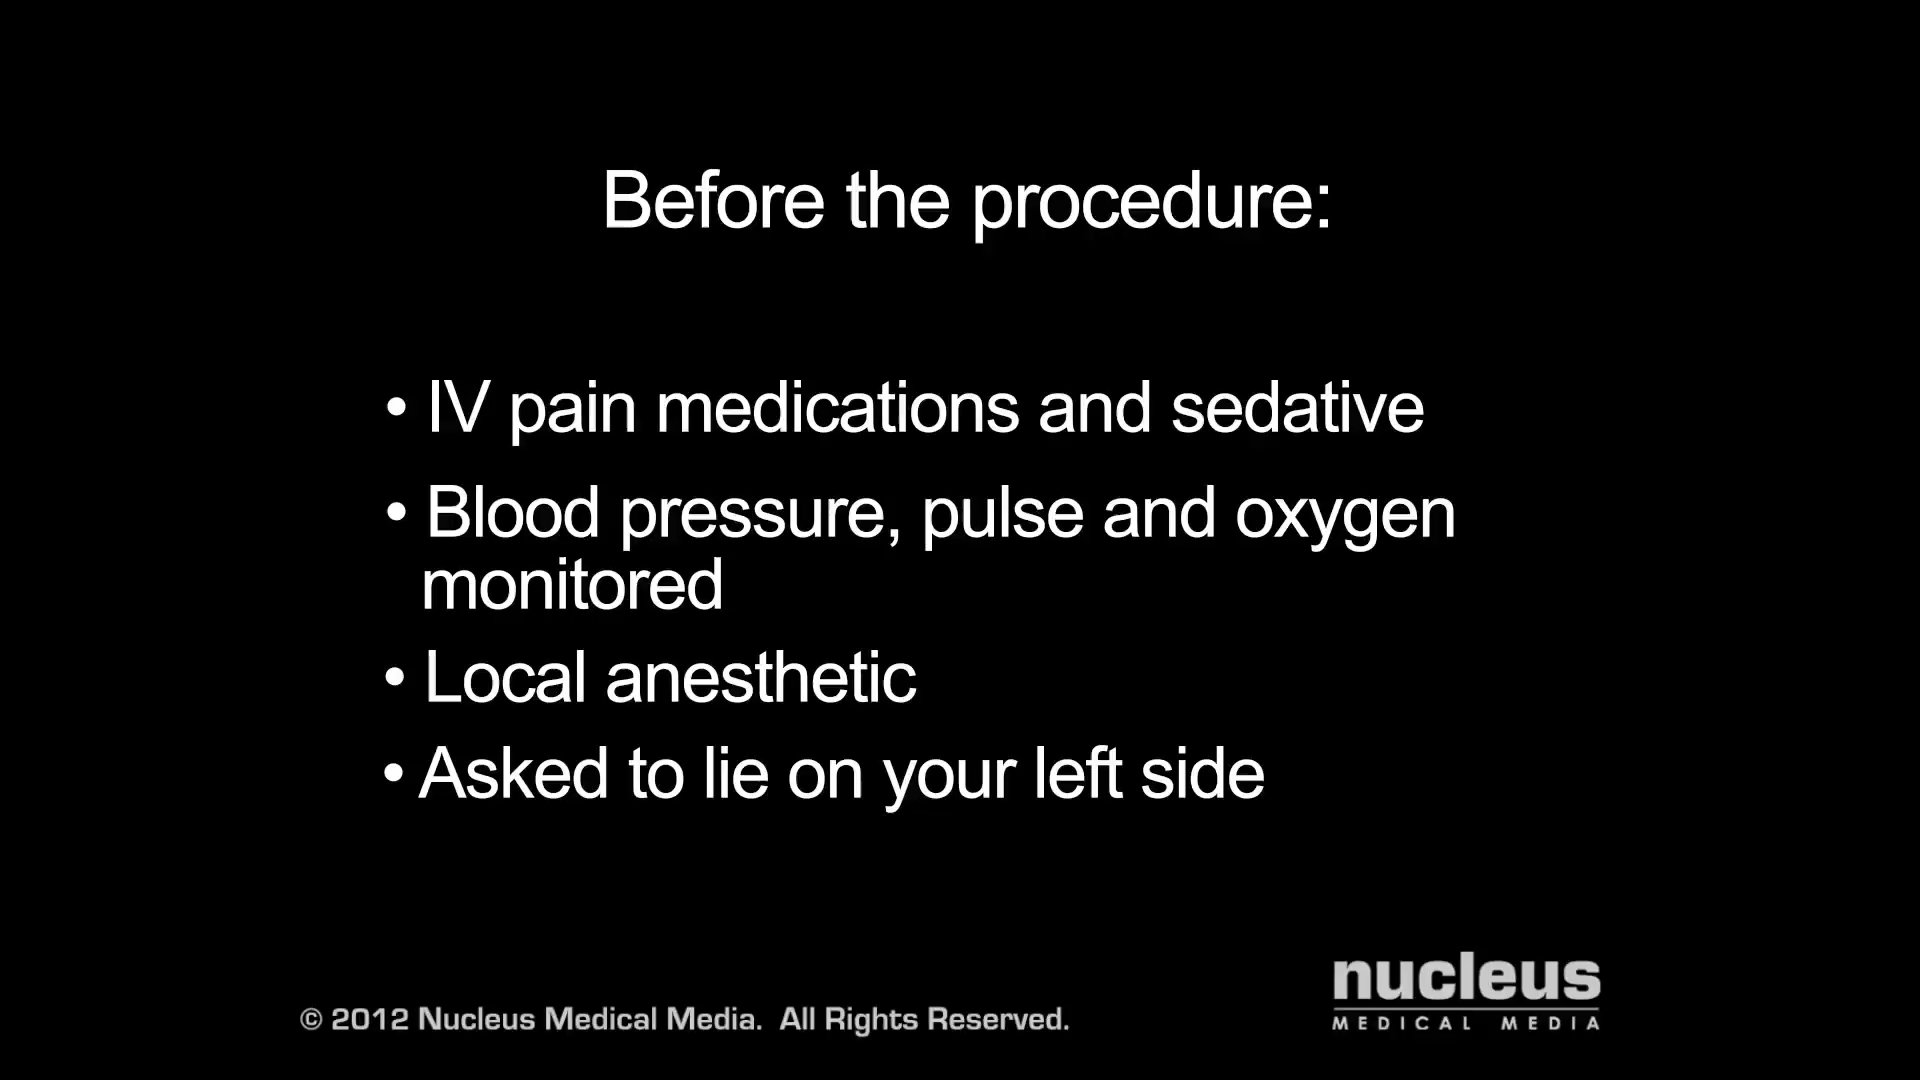 Before the procedure:
• IV pain medications and sedative
• Blood pressure, pulse and oxygen
monitored
• Local anesthetic
• Asked to lie on your left side
© 2012 Nucleus Medical Media. All Rights Reserved.
nucleus
MEDICAL MEDIA